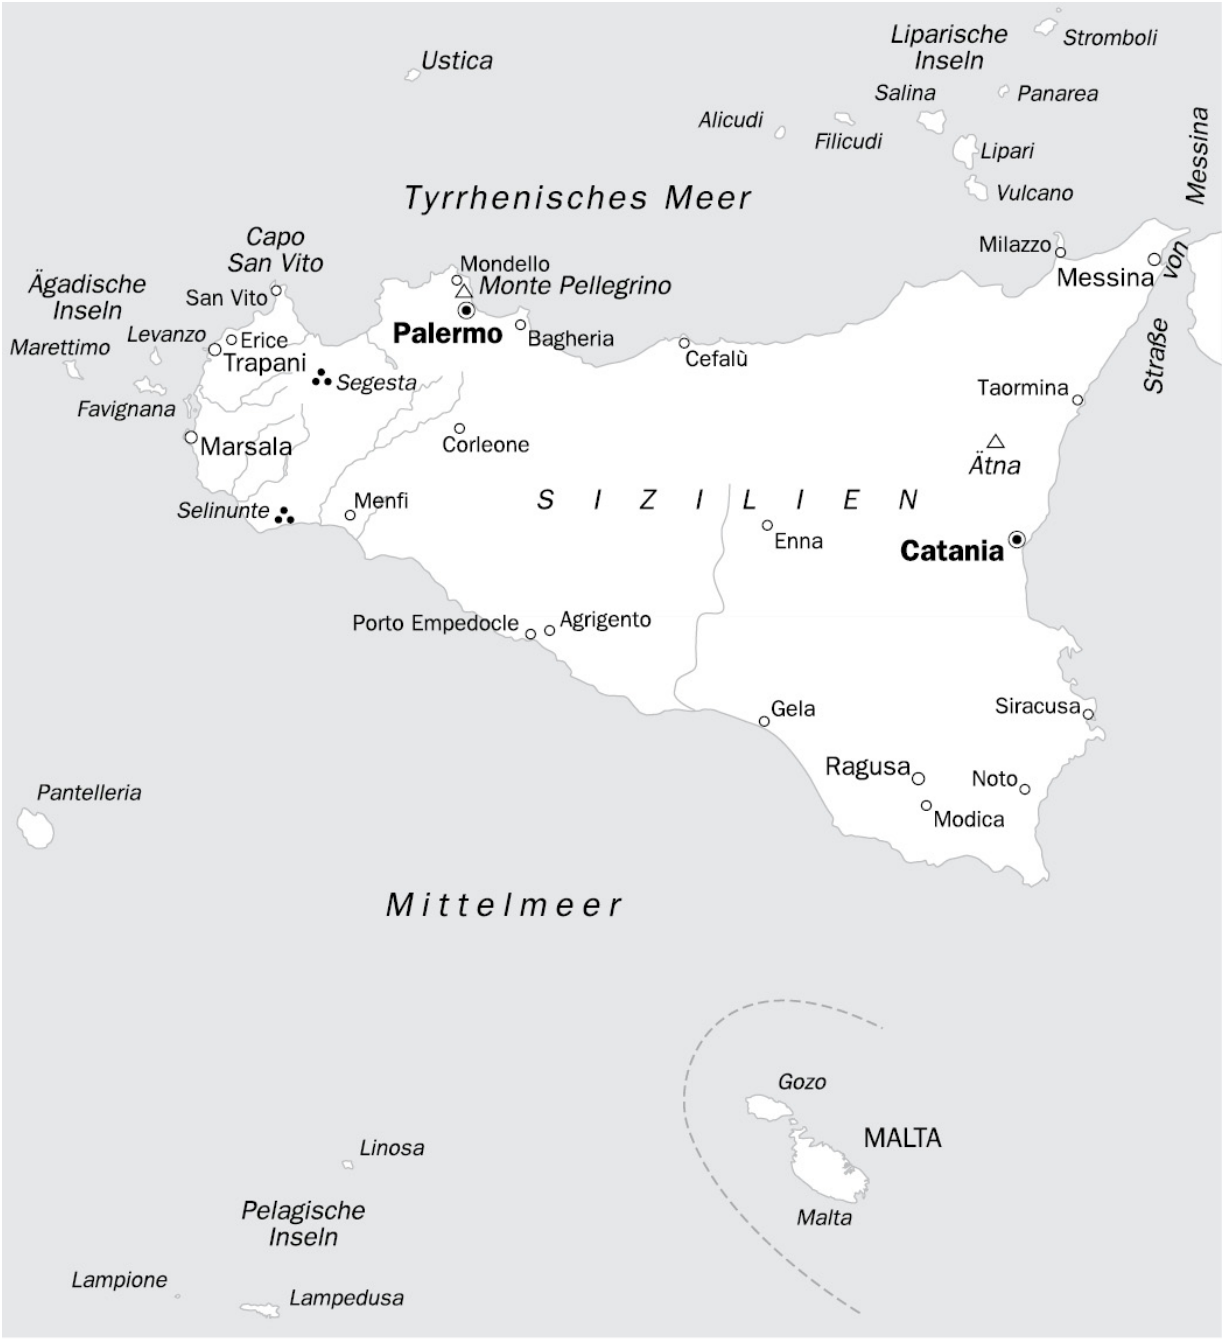 Liparische
Inseln
Stromboli
Ustica
Salina
Panarea
Alicudi
Filicudi
Lipari
Vulcano
Tyrrhenisches Meer
Straße von Messina
Milazzo
Messina
Capo
San Vito
Mondello
Monte Pellegrino
Ägadische
Inseln
San Vito
Palermo
Bagheria
Levanzo
Erice
Marettimo
Trapani
Cefalù
Segesta
Taormina
Favignana
Marsala
Corleone
Ätna
Selinunte
Menfi
SIZILIEN
Enna
Catania
Porto Empedocle
Agrigento
Gela
Siracusa
Ragusa
Noto
Modica
Pantelleria
Mittelmeer
Gozo
MALTA
Malta
Linosa
Pelagische
Inseln
Lampione
Lampedusa